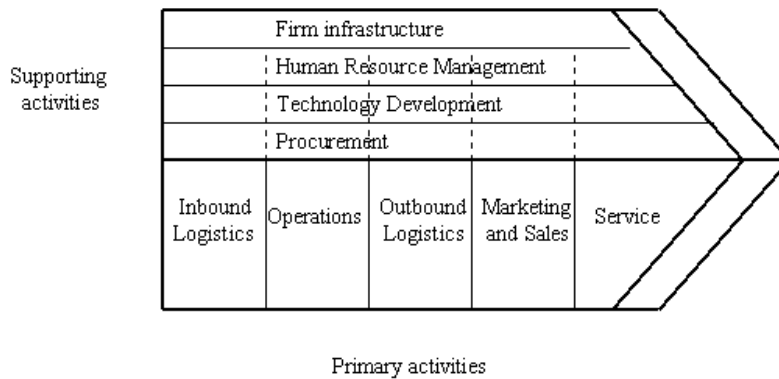 Firm infrastructure
Supporting
activities
Human Resource Management
Technology Development
Procurement
Inbound
Logistics
Operations
Outbound
Logistics
Marketing
and Sales
Service
Primary activities